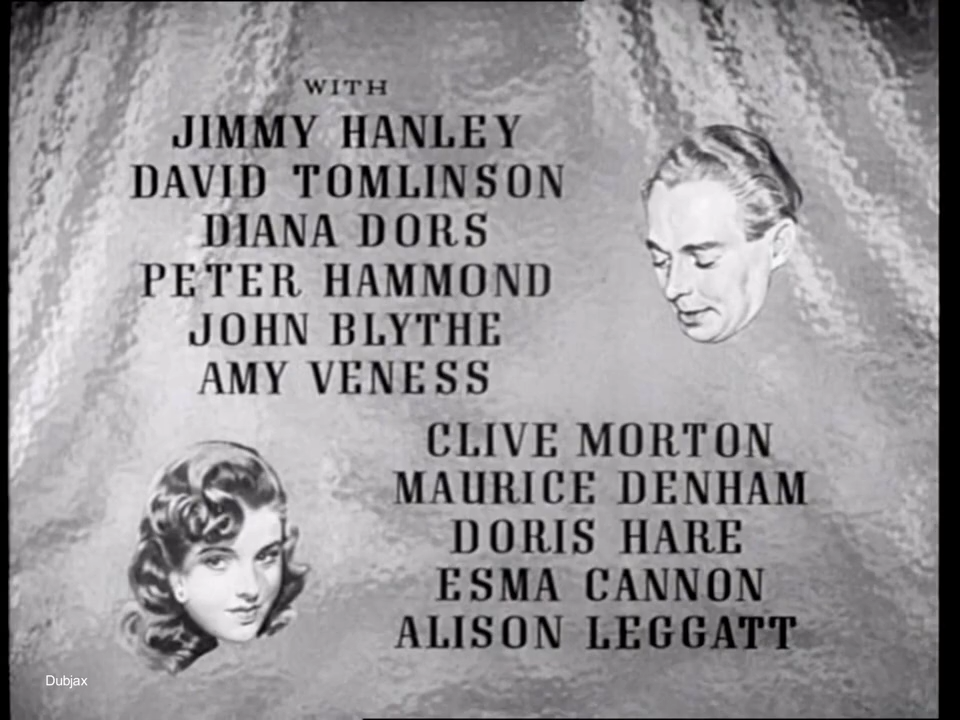 WITH
JIMMY HANLEY
DAVID TOMLINSON
DIANA DORS
PETER HAMMOND
JOHN BLYTHE
AMY VENESS
CLIVE MORTON
MAURICE DENHAM
DORIS HARE
ESMA CANNON
ALISON LEGGATT
Dubjax